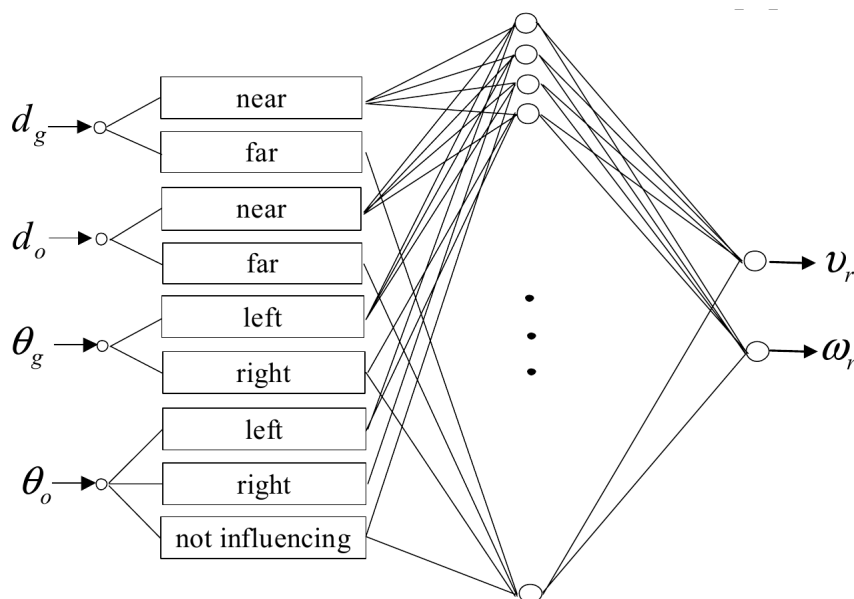 d_g
near
far
d_o
near
far
θ_g
left
right
θ_o
left
right
not influencing
υ_r
ω_r